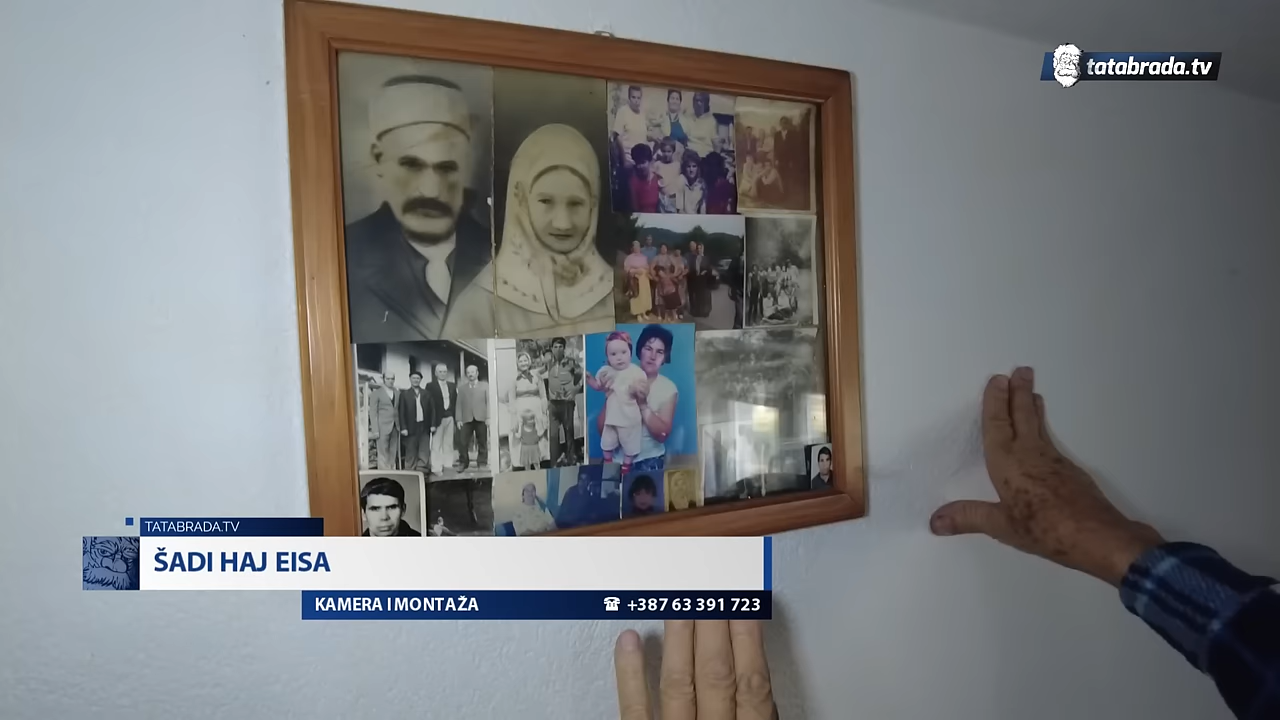 tatabrada.tv
TATABRADA.TV
ŠADI HAJ EISA
KAMERA I MONTAŽA
☎ +387 63 391 723